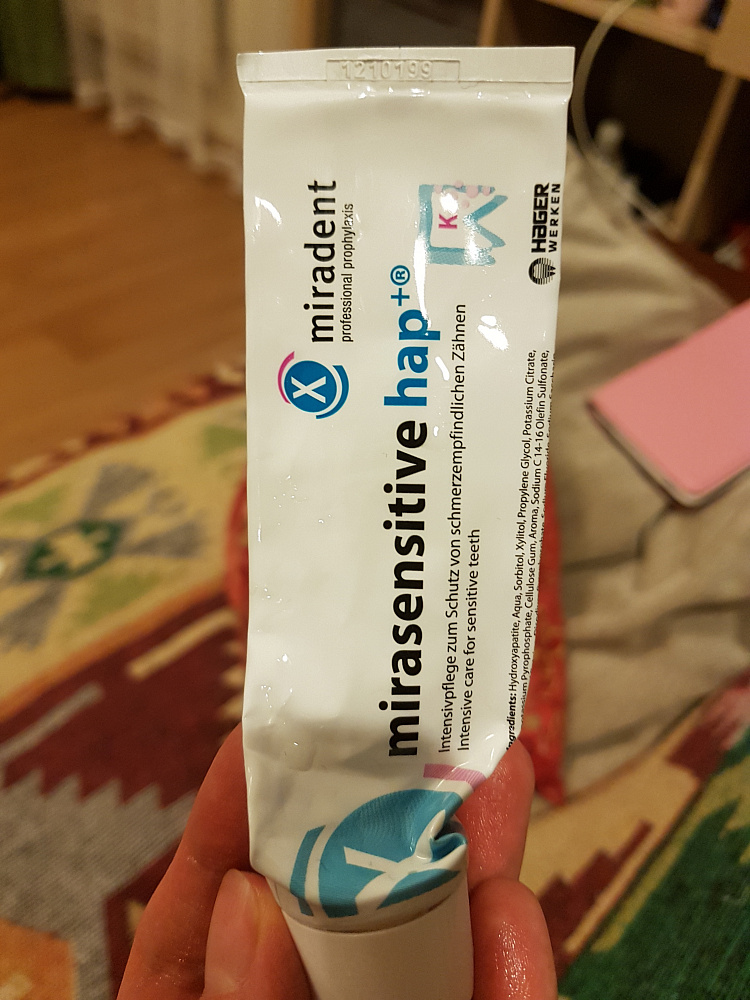 1210199
miradent
professional prophylaxis
K
HAGER
WERKEN
mirasensitive hap+®
Intensivpflege zum Schutz von schmerzempfindlichen Zähnen
Intensive care for sensitive teeth
Ingredients: Hydroxyapatite, Aqua, Sorbitol, Xylitol, Propylene Glycol, Potassium Citrate,
Pyrophosphate, Cellulose Gum, Aroma, Sodium C 14-16 Olefin Sulfonate,